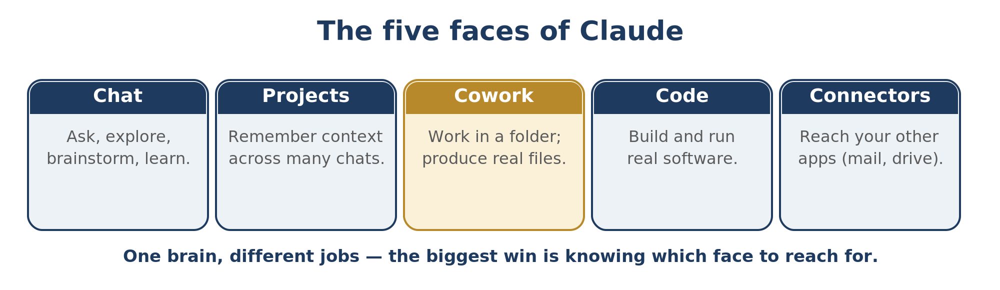 The five faces of Claude
Chat
Ask, explore,
brainstorm, learn.
Projects
Remember context
across many chats.
Cowork
Work in a folder;
produce real files.
Code
Build and run
real software.
Connectors
Reach your other
apps (mail, drive).
One brain, different jobs — the biggest win is knowing which face to reach for.